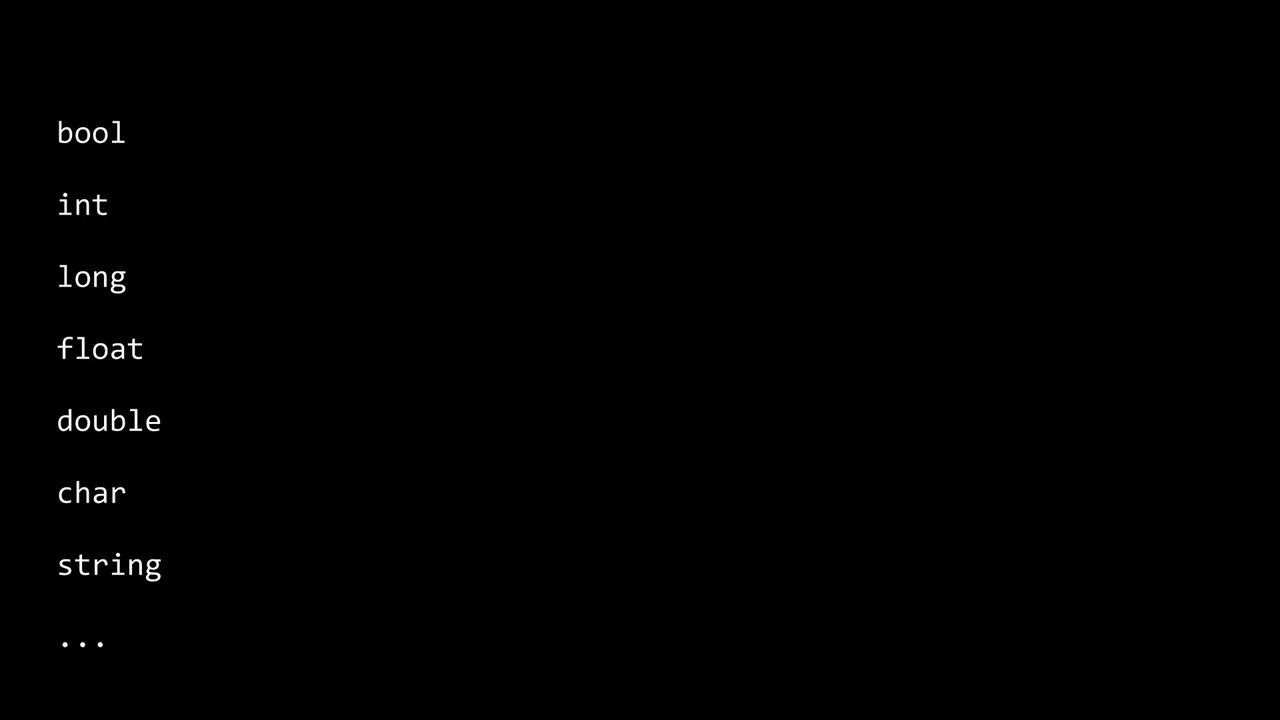 bool
int
long
float
double
char
string
...